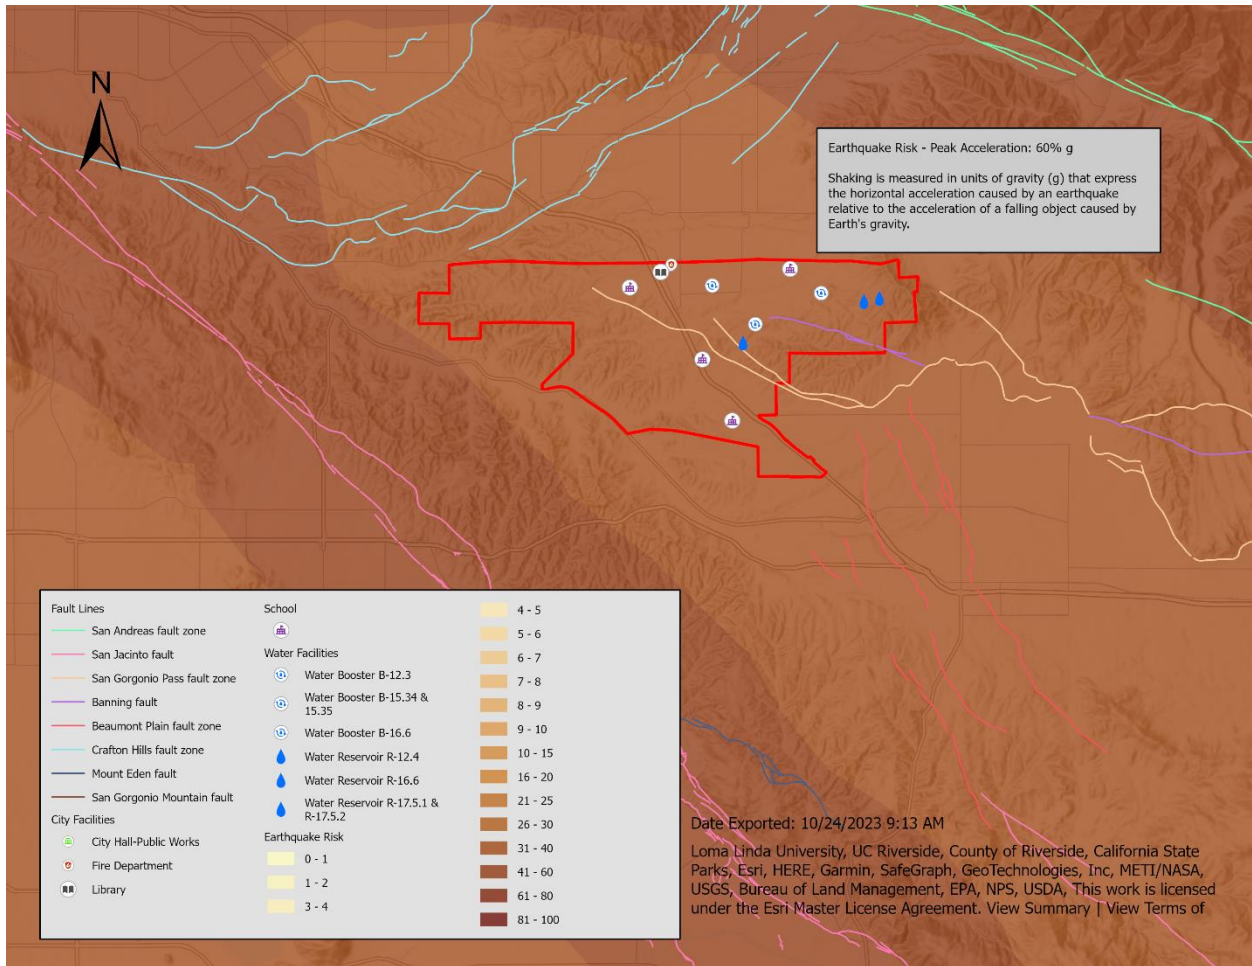 N
Earthquake Risk - Peak Acceleration: 60% g
Shaking is measured in units of gravity (g) that express
the horizontal acceleration caused by an earthquake
relative to the acceleration of a falling object caused by
Earth's gravity.
Fault Lines
San Andreas fault zone
San Jacinto fault
San Gorgonio Pass fault zone
Banning fault
Beaumont Plain fault zone
Crafton Hills fault zone
Mount Eden fault
San Gorgonio Mountain fault
City Facilities
City Hall-Public Works
Fire Department
Library
School
Water Facilities
Water Booster B-12.3
Water Booster B-15.34 &
15.35
Water Booster B-16.6
Water Reservoir R-12.4
Water Reservoir R-16.6
Water Reservoir R-17.5.1 &
R-17.5.2
Earthquake Risk
0 - 1
1 - 2
3 - 4
4 - 5
5 - 6
6 - 7
7 - 8
8 - 9
9 - 10
10 - 15
16 - 20
21 - 25
26 - 30
31 - 40
41 - 60
61 - 80
81 - 100
Date Exported: 10/24/2023 9:13 AM
Loma Linda University, UC Riverside, County of Riverside, California State
Parks, Esri, HERE, Garmin, SafeGraph, GeoTechnologies, Inc, METI/NASA,
USGS, Bureau of Land Management, EPA, NPS, USDA, This work is licensed
under the Esri Master License Agreement. View Summary | View Terms of